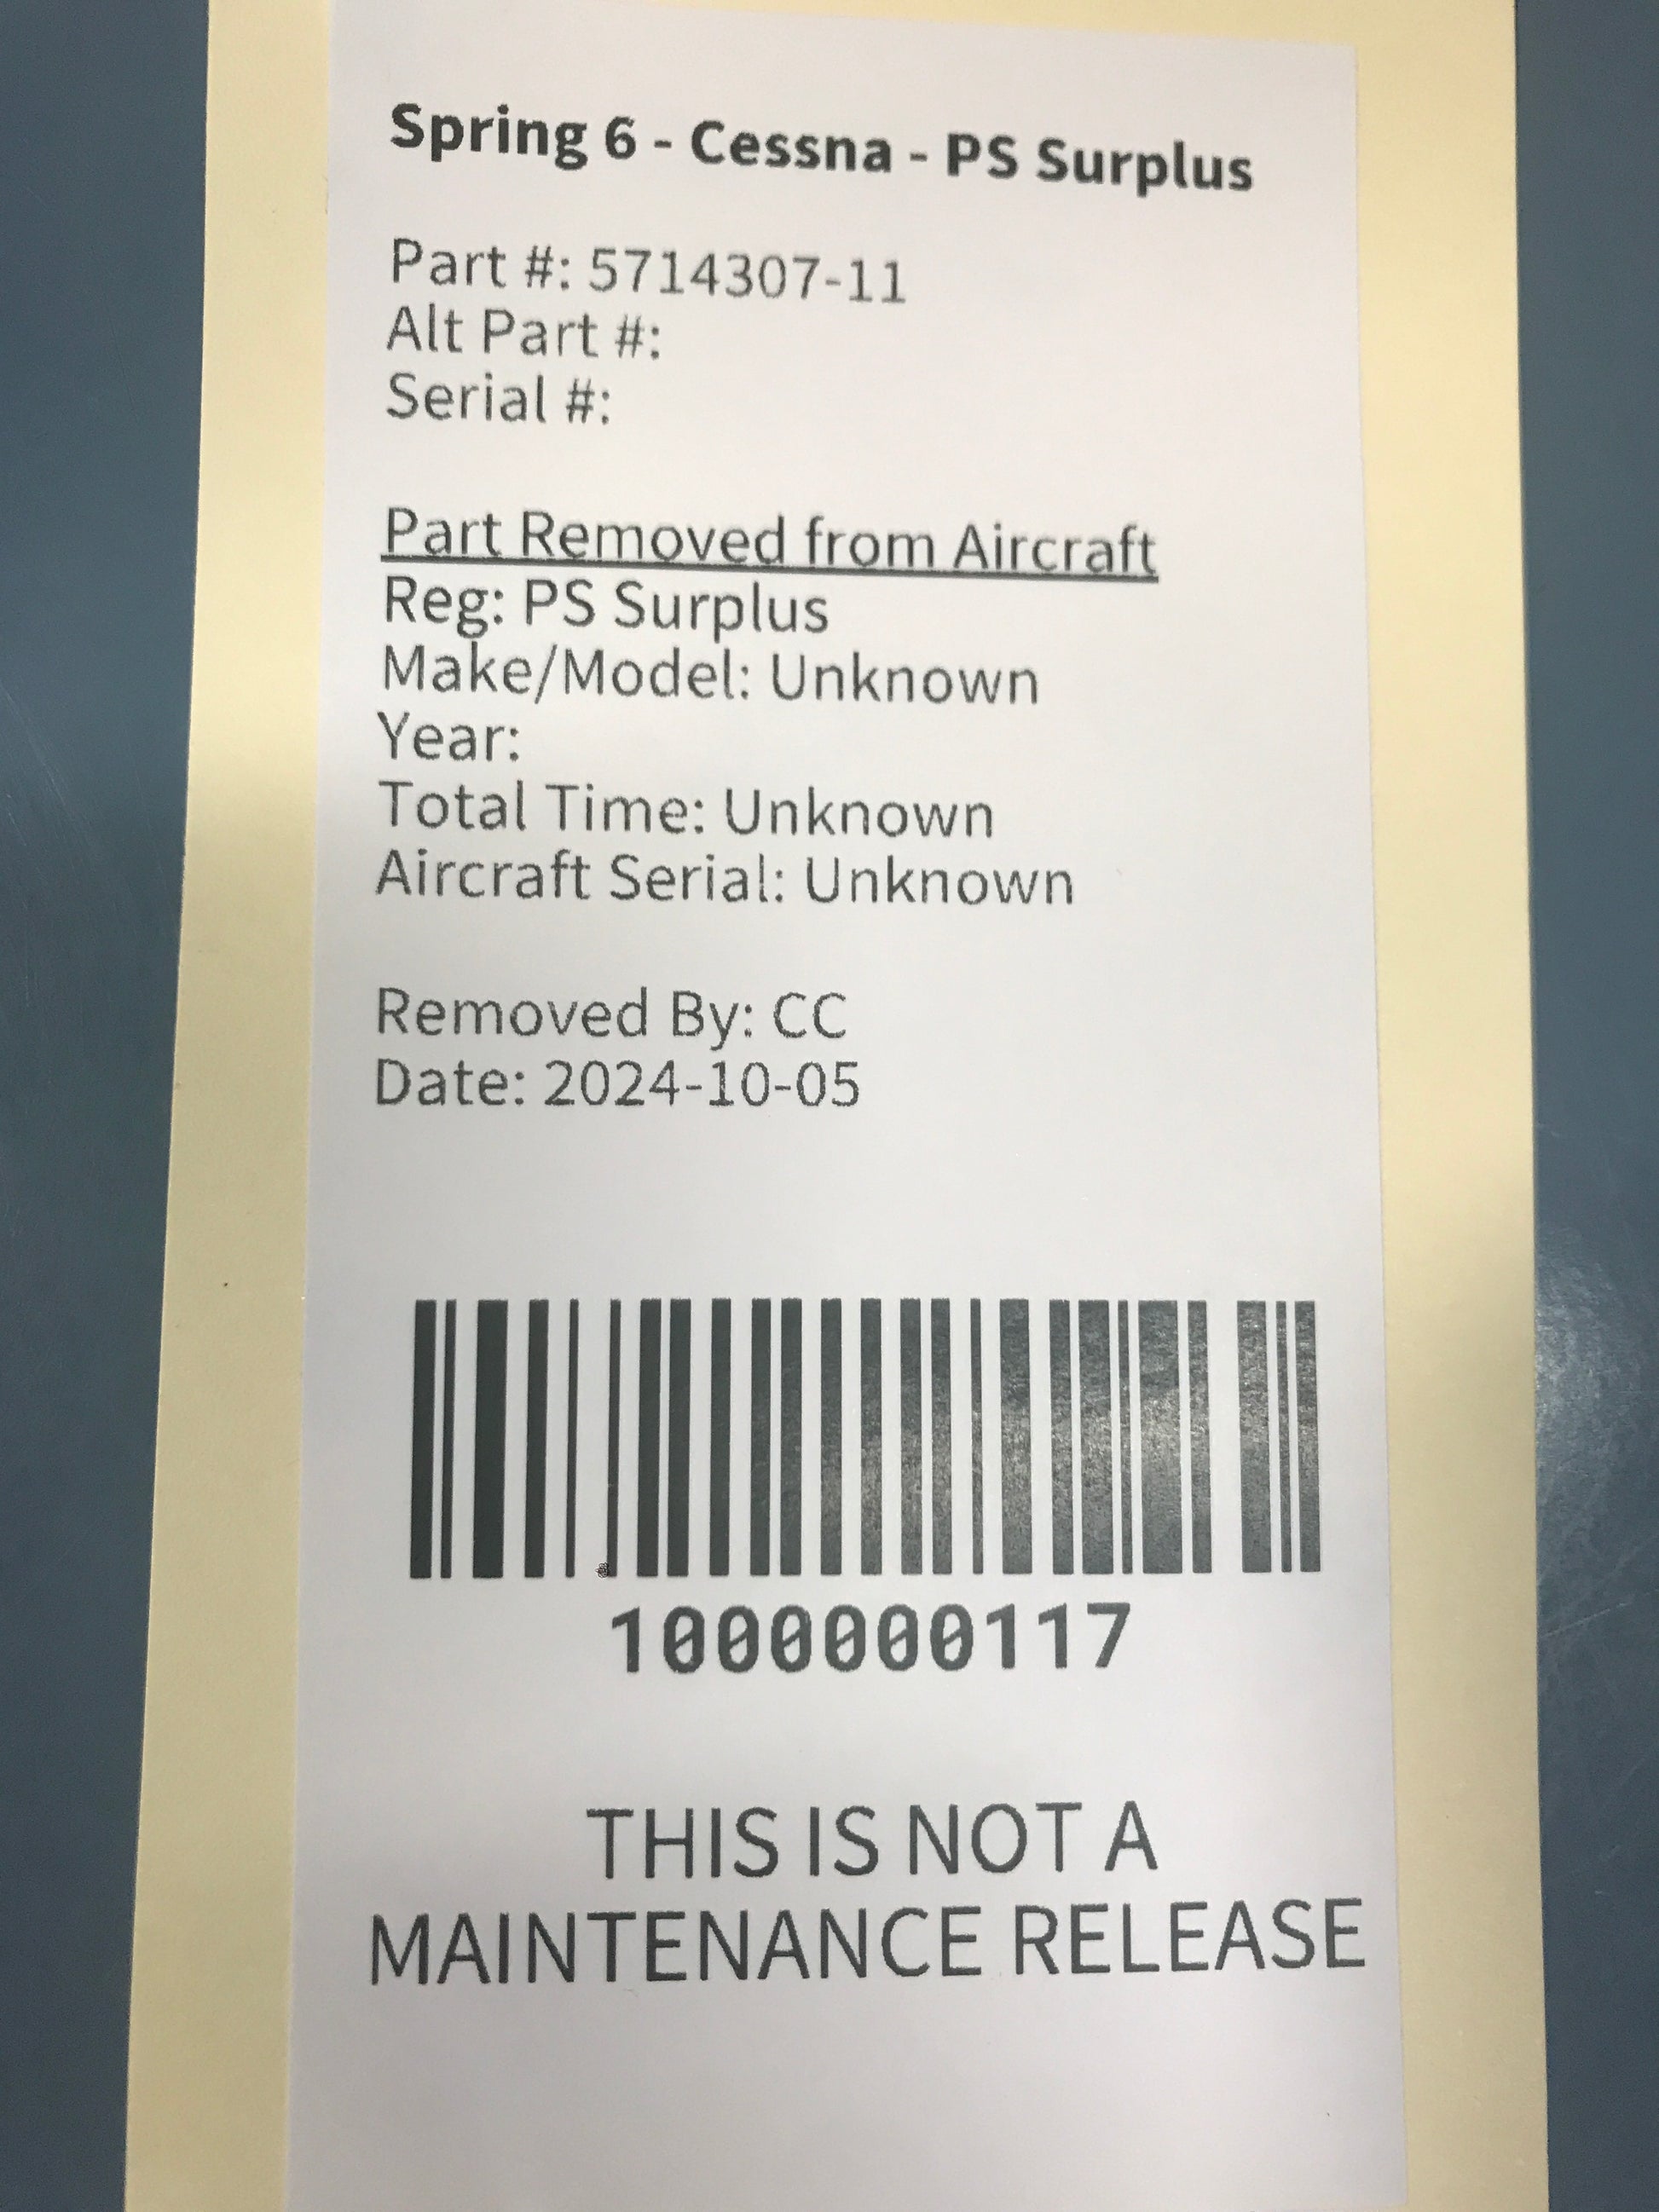 Spring 6 - Cessna - PS Surplus
Part #: 5714307-11
Alt Part #:
Serial #:
Part Removed from Aircraft
Reg: PS Surplus
Make/Model: Unknown
Year:
Total Time: Unknown
Aircraft Serial: Unknown
Removed By: CC
Date: 2024-10-05
1000000117
THIS IS NOT A
MAINTENANCE RELEASE